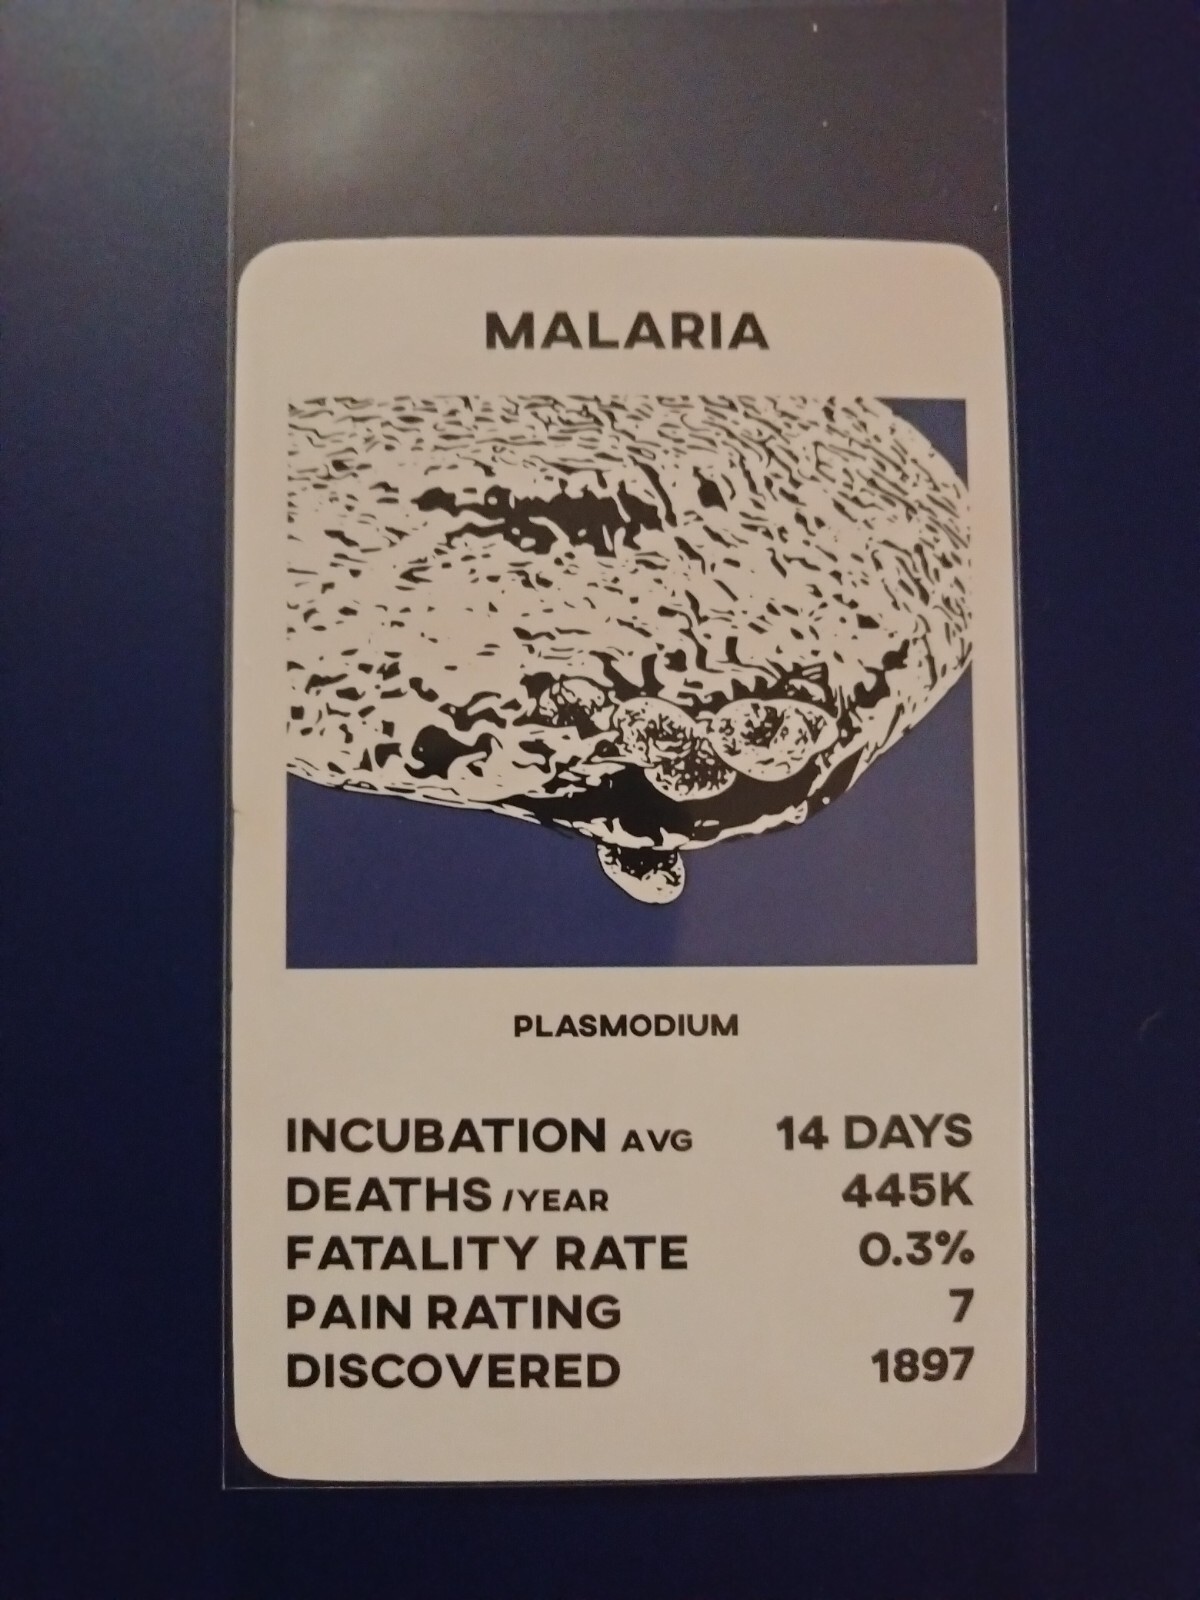 MALARIA
PLASMODIUM
INCUBATION AVG 14 DAYS
DEATHS /YEAR 445K
FATALITY RATE 0.3%
PAIN RATING 7
DISCOVERED 1897